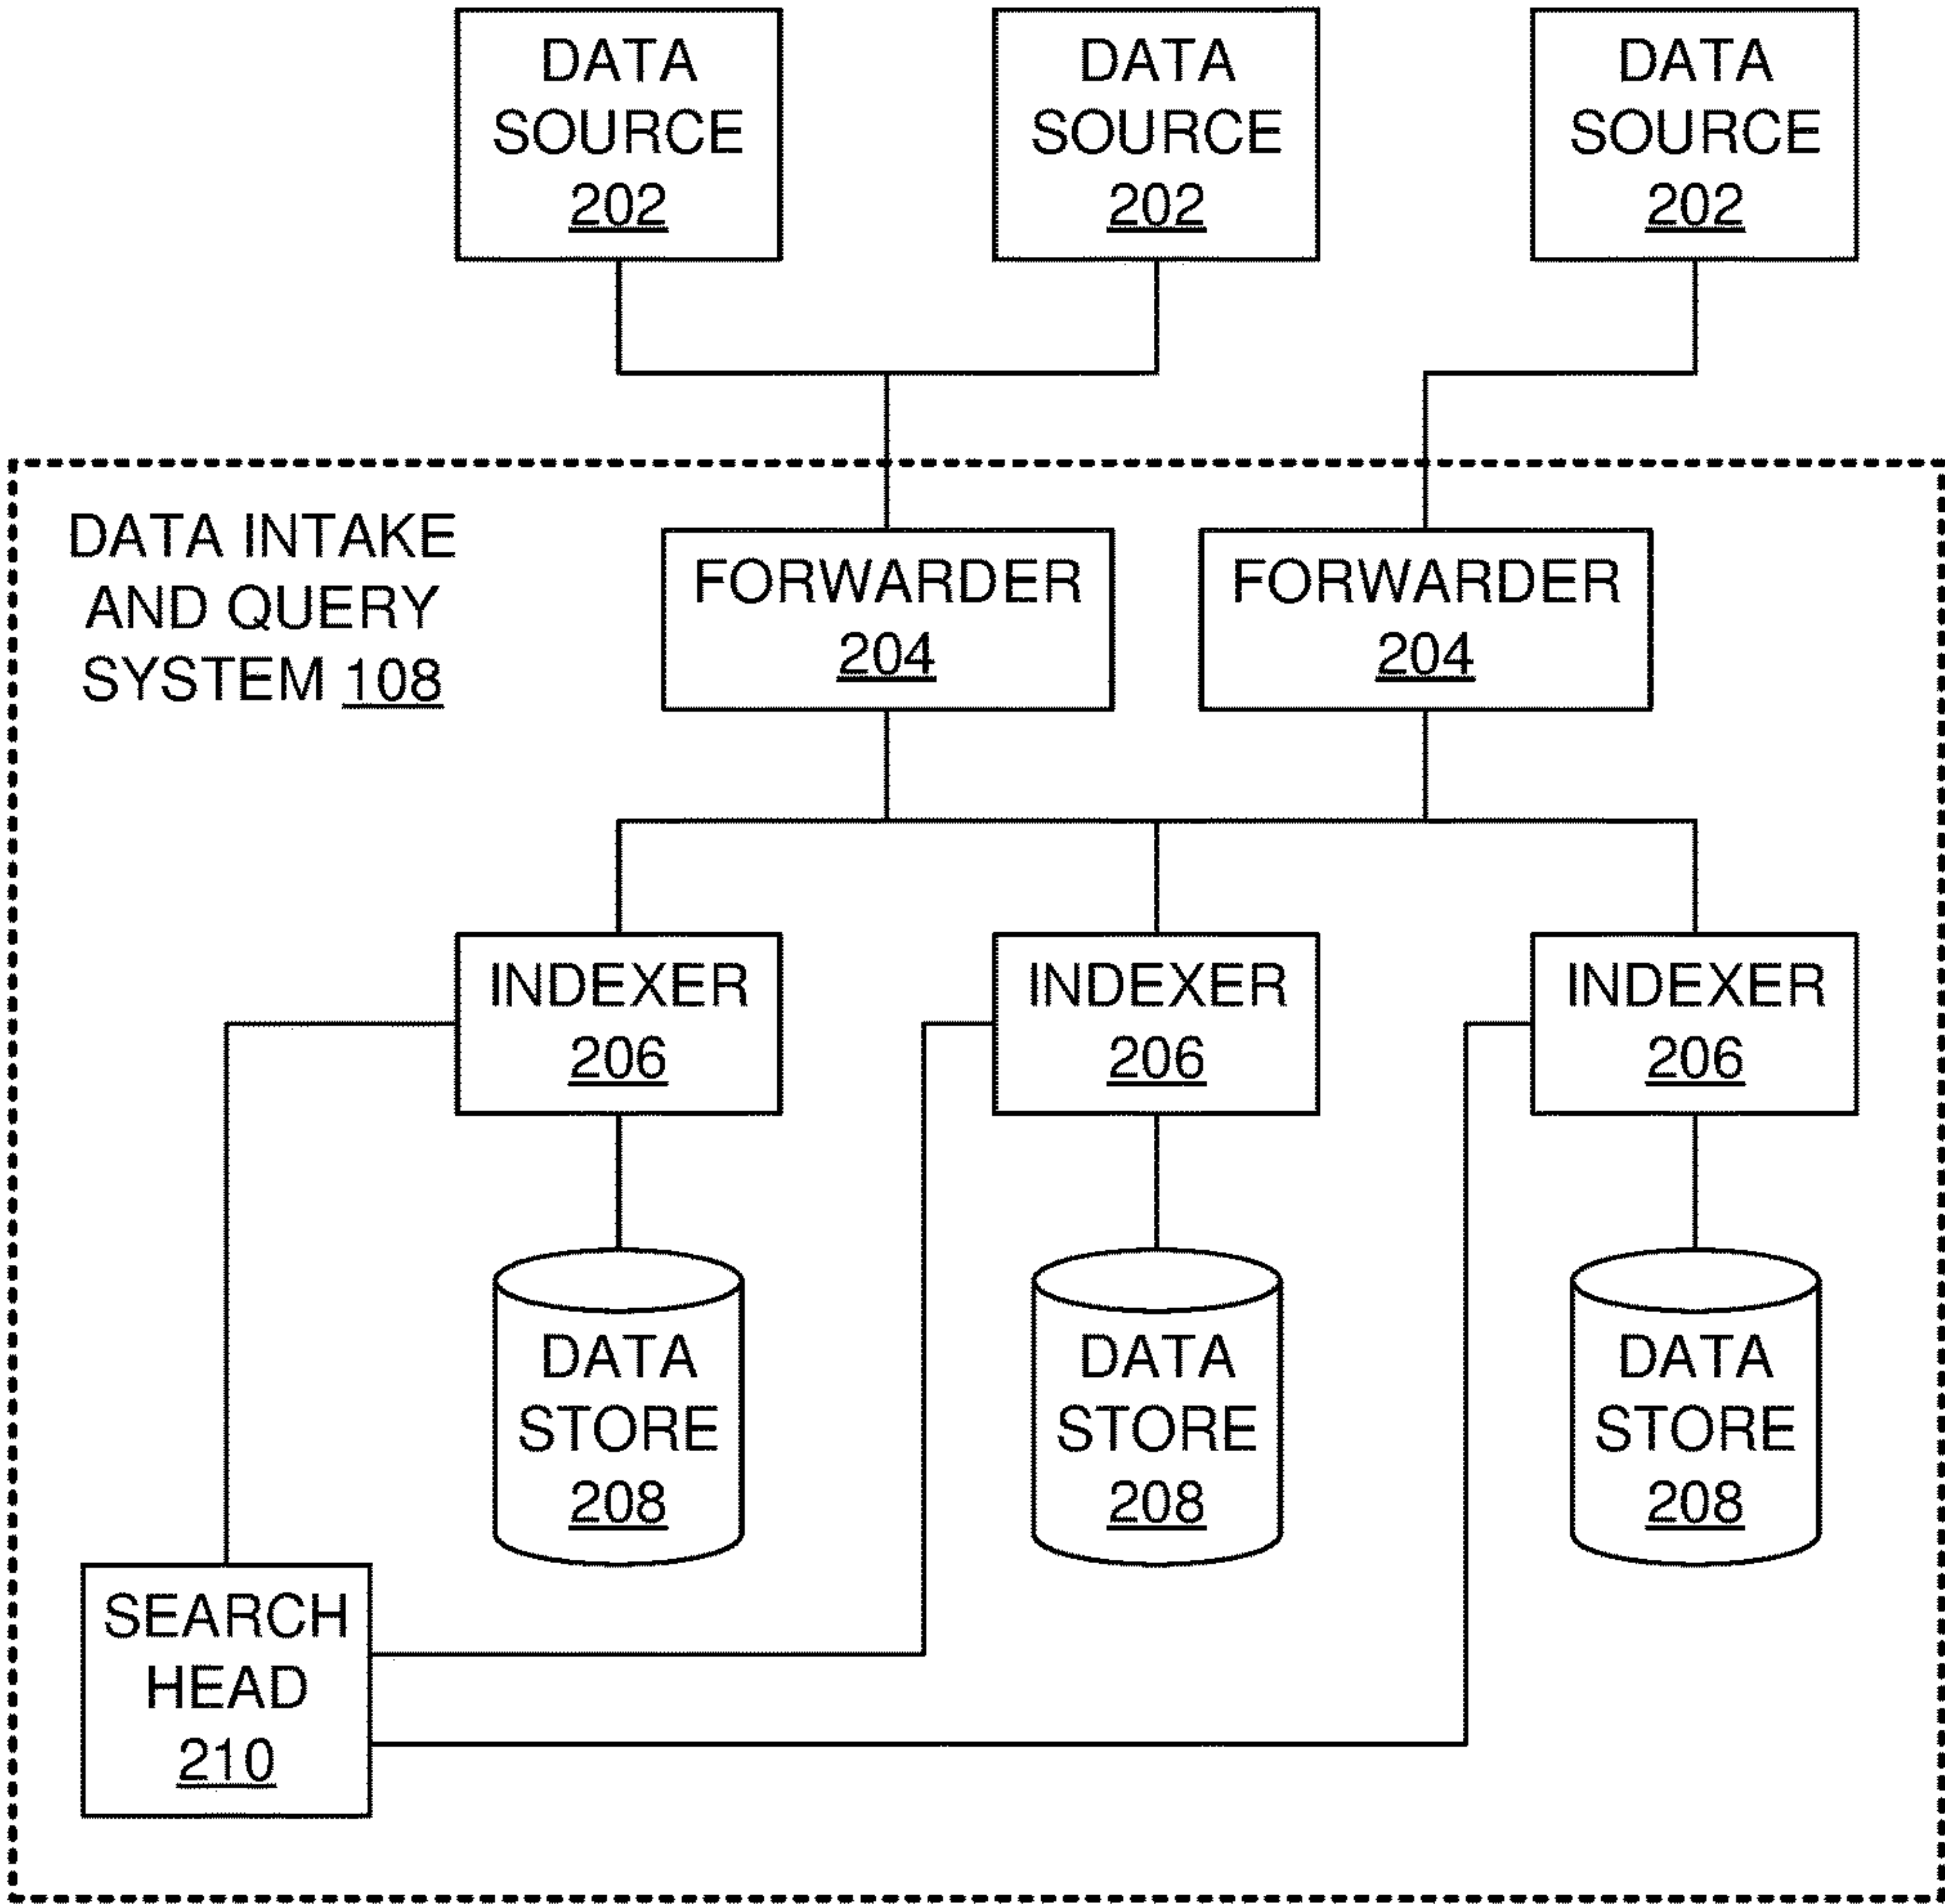 DATA
SOURCE
202
DATA
SOURCE
202
DATA
SOURCE
202
DATA INTAKE
AND QUERY
SYSTEM 108
FORWARDER
204
FORWARDER
204
INDEXER
206
INDEXER
206
INDEXER
206
DATA
STORE
208
DATA
STORE
208
DATA
STORE
208
SEARCH
HEAD
210